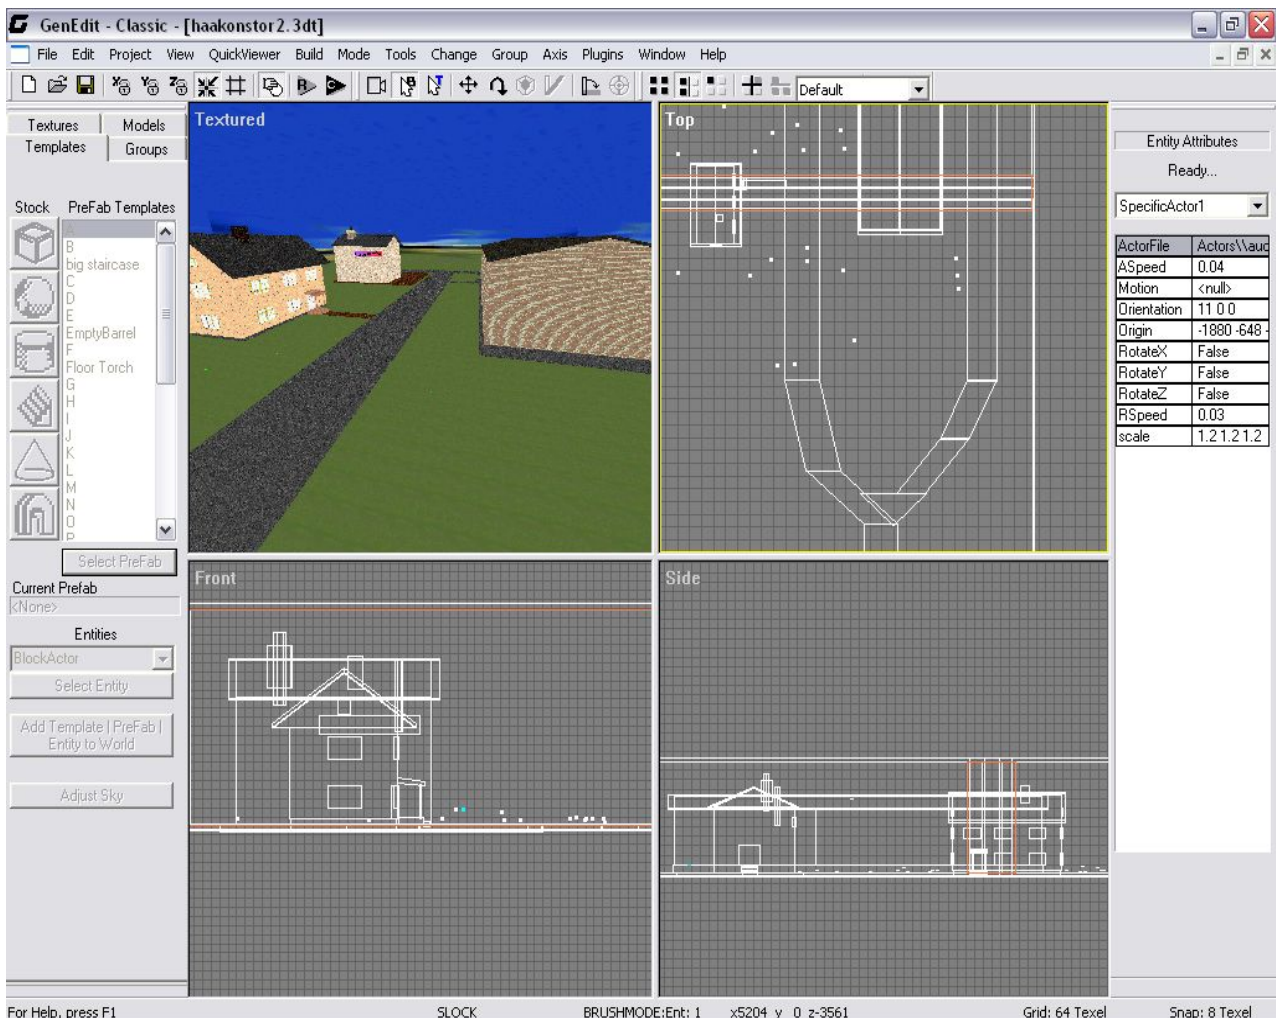 GenEdit - Classic - [haakonstor2.3dt]
File Edit Project View QuickViewer Build Mode Tools Change Group Axis Plugins Window Help
Default
Textures Models
Templates Groups
Stock PreFab Templates
A
B
big staircase
C
D
E
EmptyBarrel
F
Floor Torch
G
H
I
J
K
L
M
N
O
P
Select PreFab
Current Prefab
<None>
Entities
BlockActor
Select Entity
Add Template | PreFab |
Entity to World
Adjust Sky
Textured
Top
Front
Side
Entity Attributes
Ready...
SpecificActor1
ActorFile Actors\\aud
ASpeed 0.04
Motion <null>
Orientation 11 0 0
Origin -1880 -648 -
RotateX False
RotateY False
RotateZ False
RSpeed 0.03
scale 1.2 1.2 1.2
For Help, press F1 SLOCK BRUSHMODE:Ent: 1 x5204 y 0 z-3561 Grid: 64 Texel Snap: 8 Texel